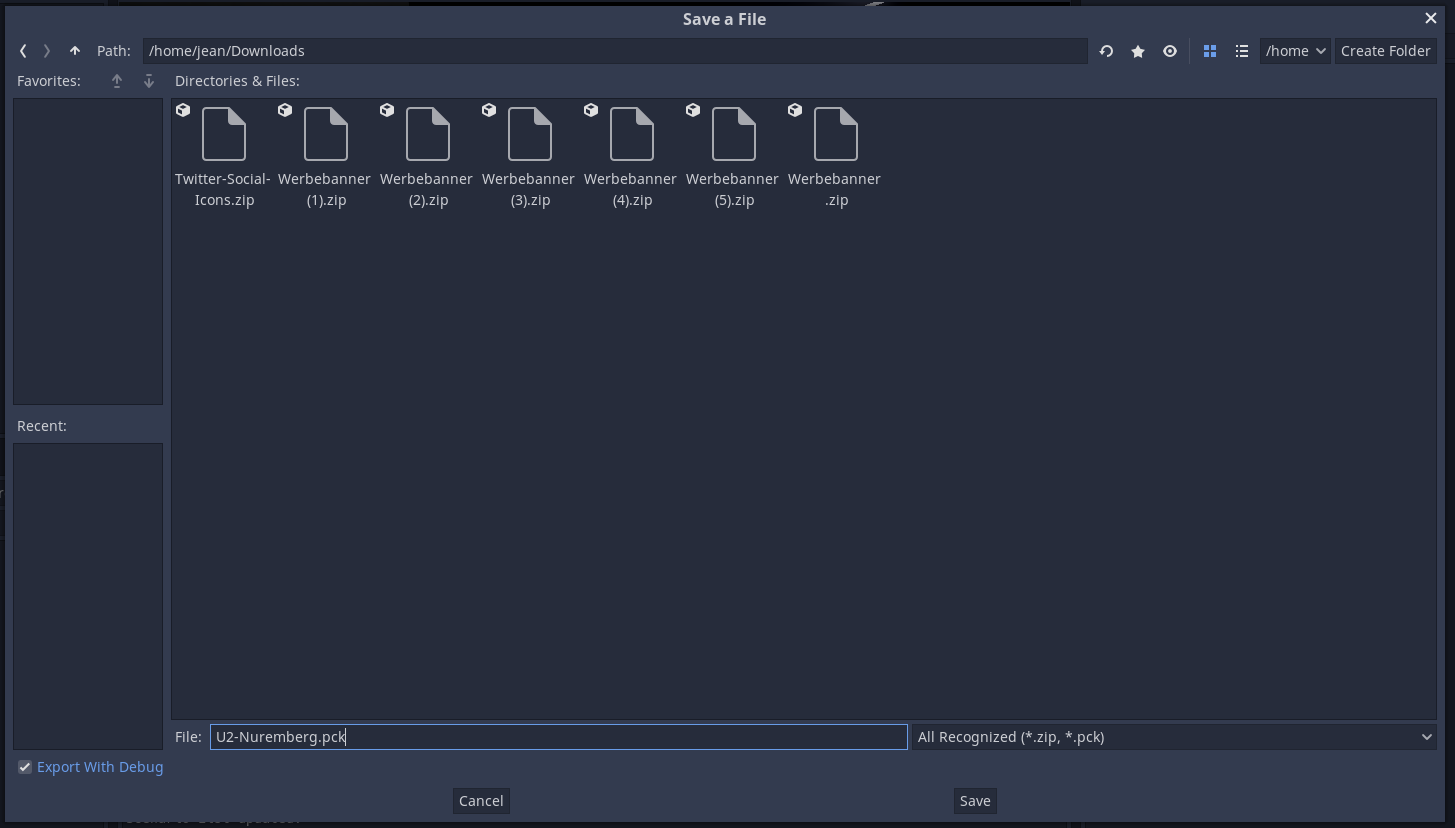 Save a File
Path: /home/jean/Downloads /home Create Folder
Favorites: Directories & Files:
Twitter-Social-Icons.zip
Werbebanner (1).zip
Werbebanner (2).zip
Werbebanner (3).zip
Werbebanner (4).zip
Werbebanner (5).zip
Werbebanner.zip
Recent:
File: U2-Nuremberg.pck All Recognized (*.zip, *.pck)
Export With Debug
Cancel Save